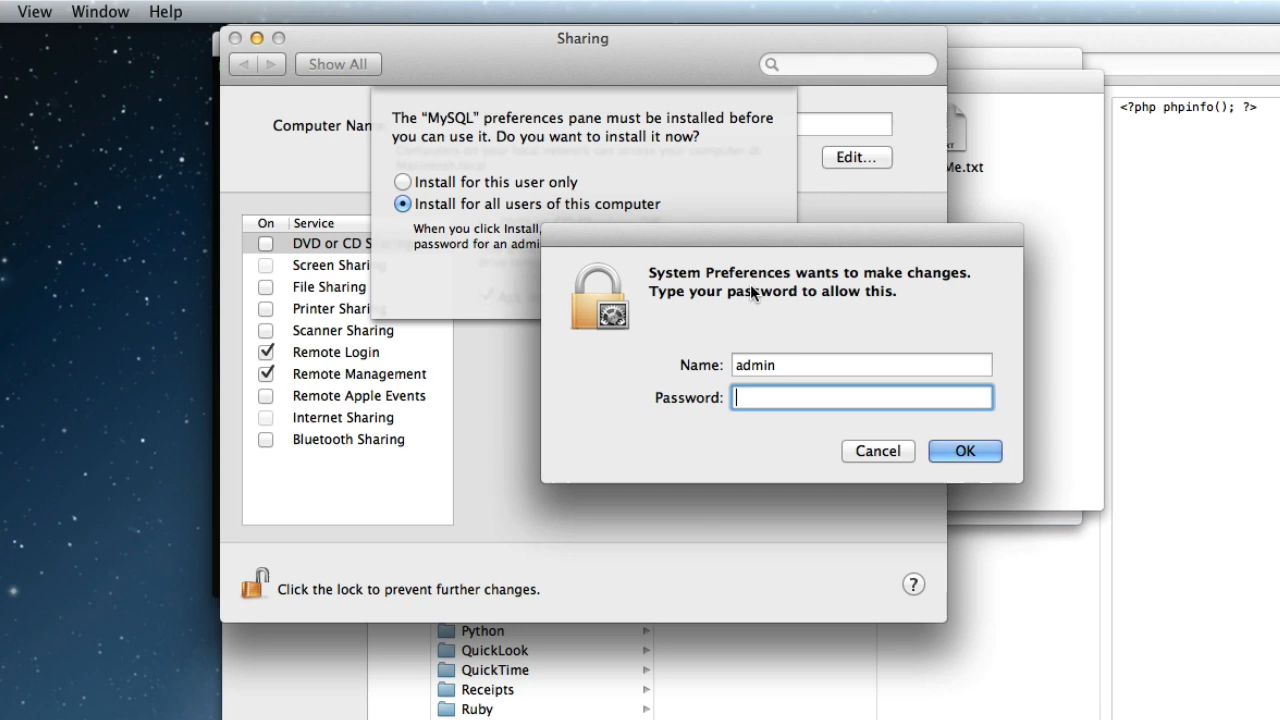 View Window Help
Sharing
Show All
Computer Nam
Edit...
The “MySQL” preferences pane must be installed before
you can use it. Do you want to install it now?
Install for this user only
Install for all users of this computer
When you click Install,
password for an admi
On Service
DVD or CD S
Screen Sharin
File Sharing
Printer Sharin
Scanner Sharing
Remote Login
Remote Management
Remote Apple Events
Internet Sharing
Bluetooth Sharing
System Preferences wants to make changes.
Type your password to allow this.
Name: admin
Password:
Cancel OK
Click the lock to prevent further changes.
?
Me.txt
<?php phpinfo(); ?>
Python
QuickLook
QuickTime
Receipts
Ruby